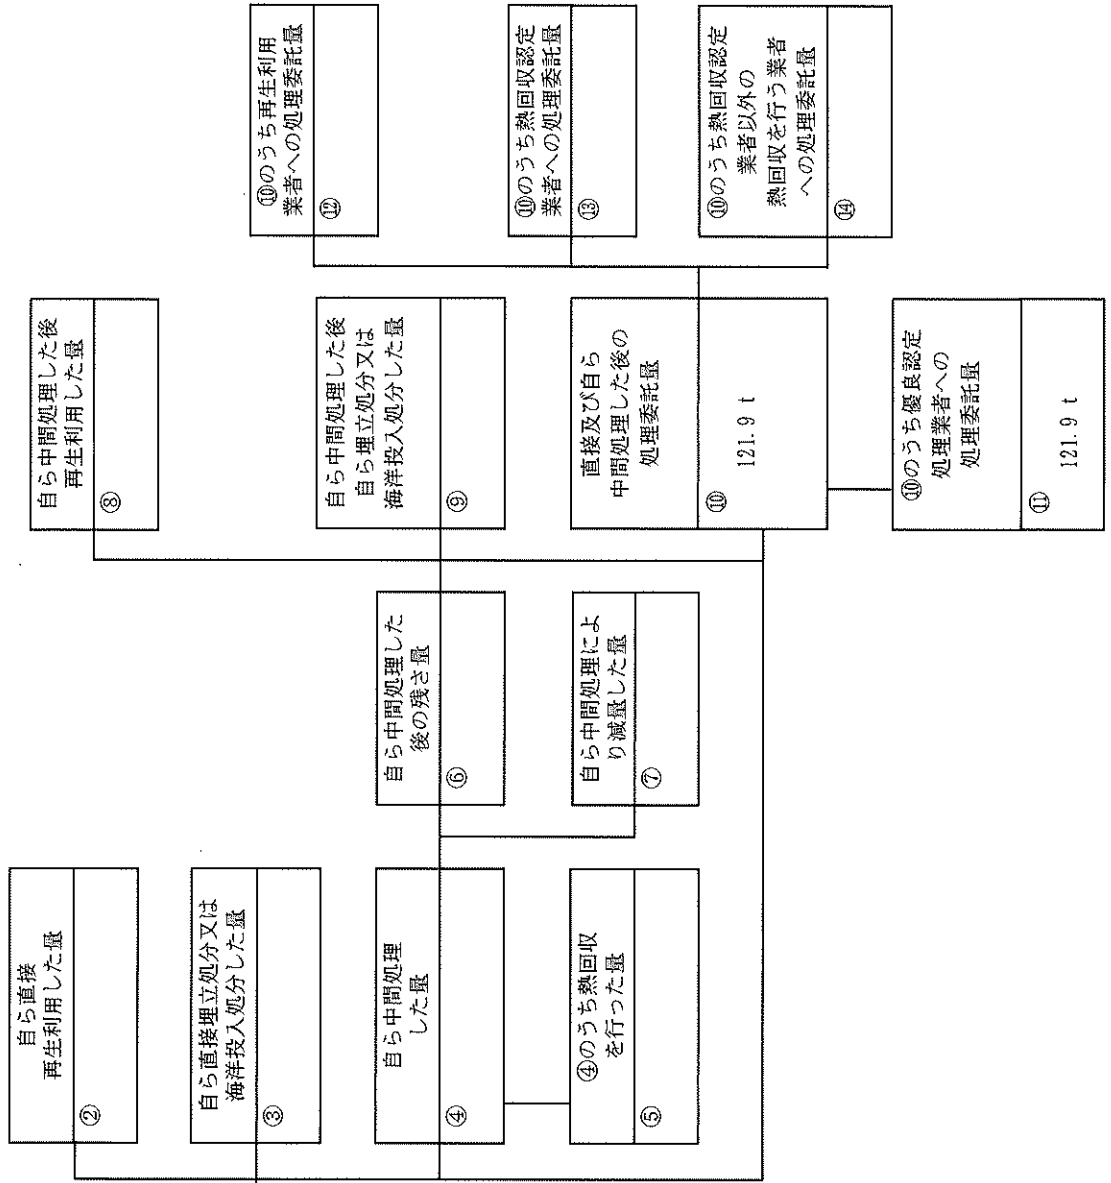 自ら直接
再生利用した量
②
自ら直接埋立処分又は
海洋投入処分した量
③
自ら中間処理
した量
④
④のうち熱回収
を行った量
⑤
自ら中間処理した
後の残さ量
⑥
自ら中間処理によ
り減量した量
⑦
自ら中間処理した後
再生利用した量
⑧
自ら中間処理した後
自ら埋立処分又は
海洋投入処分した量
⑨
直接及び自ら
中間処理した後の
処理委託量
⑩
121.9 t
⑩のうち優良認定
処理業者への
処理委託量
⑪
121.9 t
⑩のうち再生利用
業者への処理委託量
⑫
⑩のうち熱回収認定
業者への処理委託量
⑬
⑩のうち熱回収認定
業者以外の
熱回収を行う業者
への処理委託量
⑭